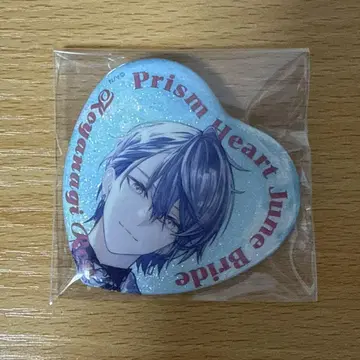 Prism Heart June Bride
Koyanagi